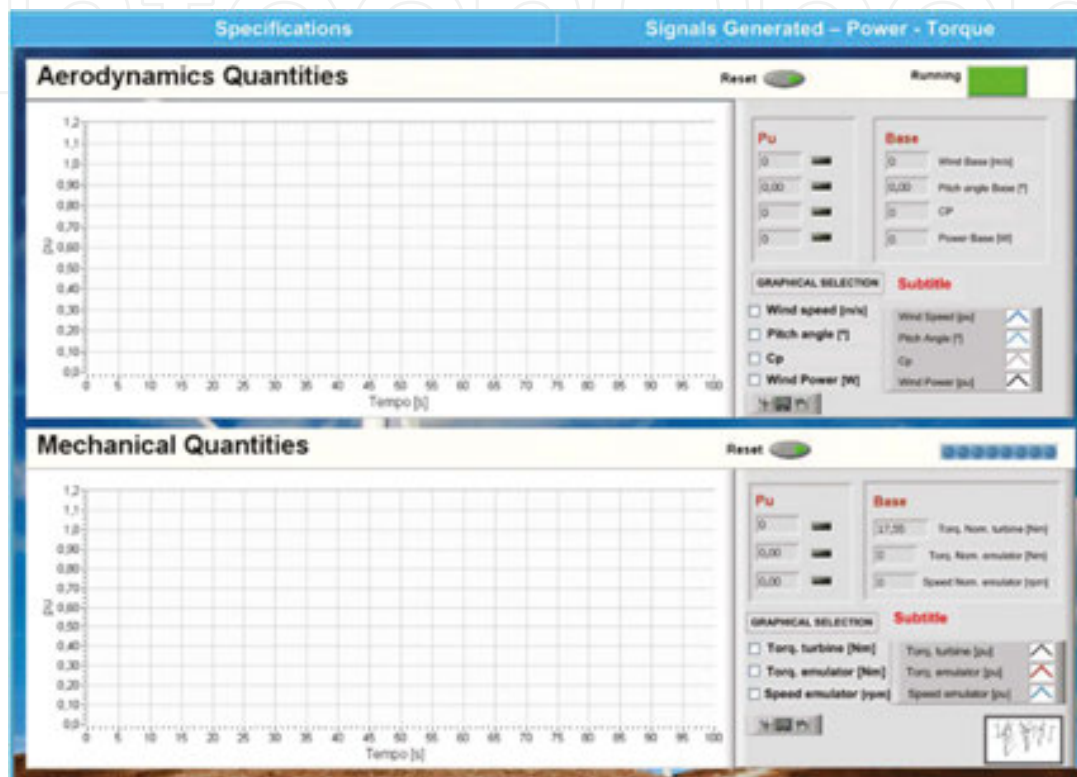 Specifications
Signals Generated – Power - Torque
Aerodynamics Quantities
Reset
Running
1,2
1,1
1,0
0,90
0,80
0,70
0,60
0,50
0,40
0,30
0,20
0,10
0,0
pu
0 5 10 15 20 25 30 35 40 45 50 55 60 65 70 75 80 85 90 95 100
Tempo [s]
Pu
0
0,00
0
0
Base
0 Wind Base [m/s]
0,00 Pitch angle Base [°]
0 CP
0 Power Base [W]
GRAPHICAL SELECTION
Wind speed [m/s]
Pitch angle [°]
Cp
Wind Power [W]
Subtitle
Wind Speed [pu]
Pitch Angle [°]
Cp
Wind Power [pu]
Mechanical Quantities
Reset
1,2
1,1
1,0
0,90
0,80
0,70
0,60
0,50
0,40
0,30
0,20
0,10
0,0
pu
0 5 10 15 20 25 30 35 40 45 50 55 60 65 70 75 80 85 90 95 100
Tempo [s]
Pu
0
0,00
0,00
Base
17,55 Torq. Nom. turbine [Nm]
0 Torq. Nom. emulator [Nm]
0 Speed Nom. emulator [rpm]
GRAPHICAL SELECTION
Torq. turbine [Nm]
Torq. emulator [Nm]
Speed emulator [rpm]
Subtitle
Torq. turbine [pu]
Torq. emulator [pu]
Speed emulator [pu]